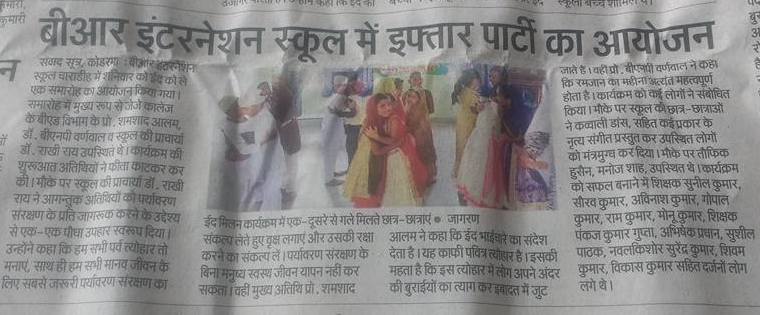 बीआर इंटरनेशन स्कूल में इफ्तार पार्टी का आयोजन
संवाद सूत्र, कोडरमा : बीआर इंटरनेशन
स्कूल चाराडीह में शनिवार को ईद को ले
एक समारोह का आयोजन किया गया।
समारोह में मुख्य रूप से जेजे कालेज
के बीएड विभाग के प्रो. शमशाद आलम,
डॉ. बीएनपी वर्णवाल व स्कूल की प्राचार्या
डॉ. राखी राय उपस्थित थे। कार्यक्रम की
शुरूआत अतिथियों ने फीता काटकर कर
की। मौके पर स्कूल की प्राचार्या डॉ. राखी
राय ने आगन्तुक अतिथियों को पर्यावरण
संरक्षण के प्रति जागरूक करने के उद्देश्य
से एक-एक पौधा उपहार स्वरूप दिया।
उन्होंने कहा कि हम सभी पर्व त्योहार तो
मनाएं, साथ ही हम सभी मानव जीवन के
लिए सबसे जरूरी पर्यावरण संरक्षण का
ईद मिलन कार्यक्रम में एक-दूसरे से गले मिलते छात्र-छात्राएं ● जागरण
संकल्प लेते हुए वृक्ष लगाएं और उसकी रक्षा
करने का संकल्प लें। पर्यावरण संरक्षण के
बिना मनुष्य स्वस्थ जीवन यापन नहीं कर
सकता। वहीं मुख्य अतिथि प्रो. शमशाद
आलम ने कहा कि ईद भाईचारे का संदेश
देता है। यह काफी पवित्र त्योहार है। इसकी
महता है कि इस त्योहार में लोग अपने अंदर
की बुराईयों का त्याग कर इबादत में जुट
जाते हैं। वहीं प्रो. बीएनपी वर्णवाल ने कहा
कि रमजान का महीना अत्यंत महत्वपूर्ण
होता है। कार्यक्रम को कई लोगों ने संबोधित
किया। मौके पर स्कूल की छात्र-छात्राओं
ने कव्वाली डांस, सहित कई प्रकार के
नृत्य संगीत प्रस्तुत कर उपस्थित लोगों
को मंत्रमुग्ध कर दिया। मौके पर तौफिक
हुसैन, मनोज शाह, उपस्थित थे। कार्यक्रम
को सफल बनाने में शिक्षक सुनील कुमार,
सौरव कुमार, अविनाश कुमार, गोपाल
कुमार, राम कुमार, मोनू कुमार, शिक्षक
पंकज कुमार गुप्ता, अभिषेक प्रधान, सुशील
पाठक, नवलकिशोर सुरेंद्र कुमार, शिवम
कुमार, विकास कुमार सहित दर्जनों लोग
लगे थे।